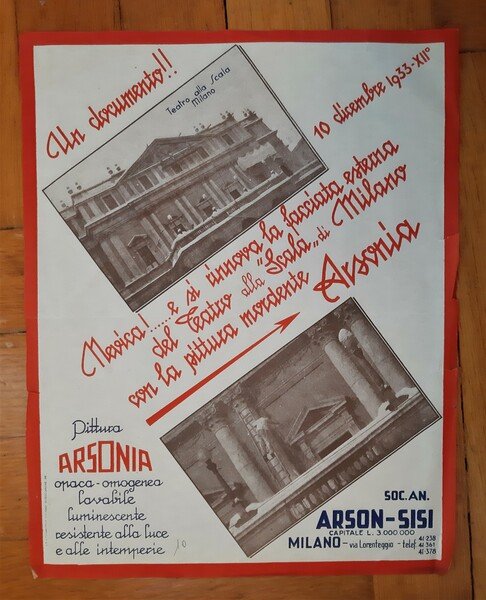 Un documento!!
Teatro alla Scala
Milano
10 dicembre 1933-XII°
Nevica!.....e si rinnova la facciata esterna
del Teatro alla "Scala" di Milano
con la pittura mordente Arsonia
Pittura
ARSONIA
opaca-omogenea
lavabile
luminescente
resistente alla luce
e alle intemperie
10
SOC. AN.
ARSON-SISI
CAPITALE L. 3.000.000
MILANO-via Lorenteggio-telef. 41 238
41 361
41 378